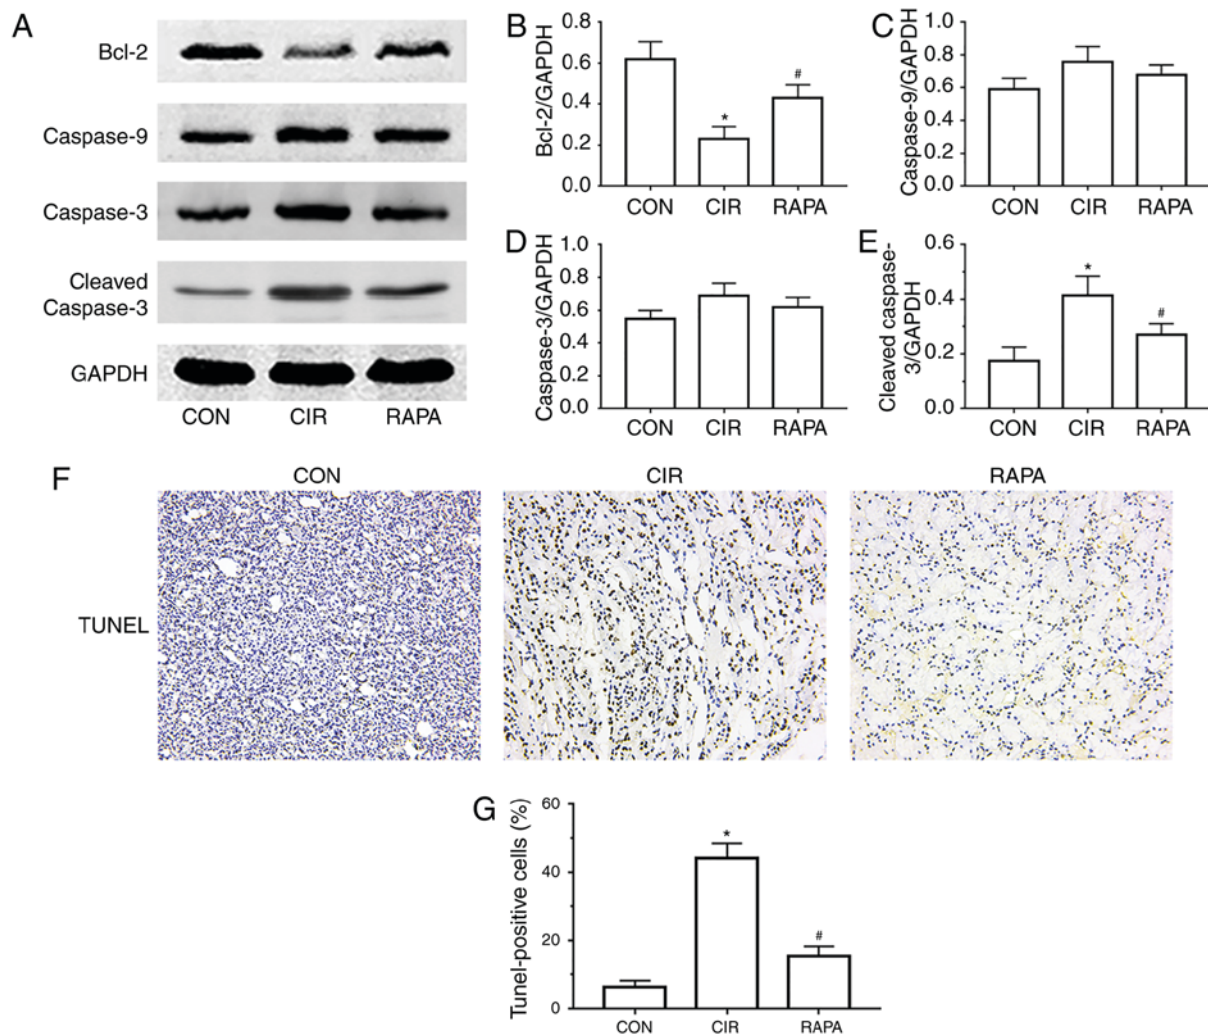 A
Bcl-2
Caspase-9
Caspase-3
Cleaved
Caspase-3
GAPDH
CON CIR RAPA
B
Bcl-2/GAPDH
0.8
0.6
0.4
0.2
0.0
*
#
CON CIR RAPA
C
Caspase-9/GAPDH
1.0
0.8
0.6
0.4
0.2
0.0
CON CIR RAPA
D
Caspase-3/GAPDH
1.0
0.8
0.6
0.4
0.2
0.0
CON CIR RAPA
E
Cleaved caspase-
3/GAPDH
0.6
0.4
0.2
0.0
*
#
CON CIR RAPA
F
CON CIR RAPA
TUNEL
G
Tunel-positive cells (%)
60
40
20
0
*
#
CON CIR RAPA